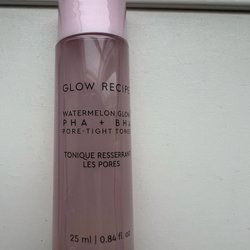 GLOW RECIPE
WATERMELON GLOW
PHA + BHA
PORE-TIGHT TONER
TONIQUE RESSERRANT
LES PORES
25 ml | 0.84 fl. oz